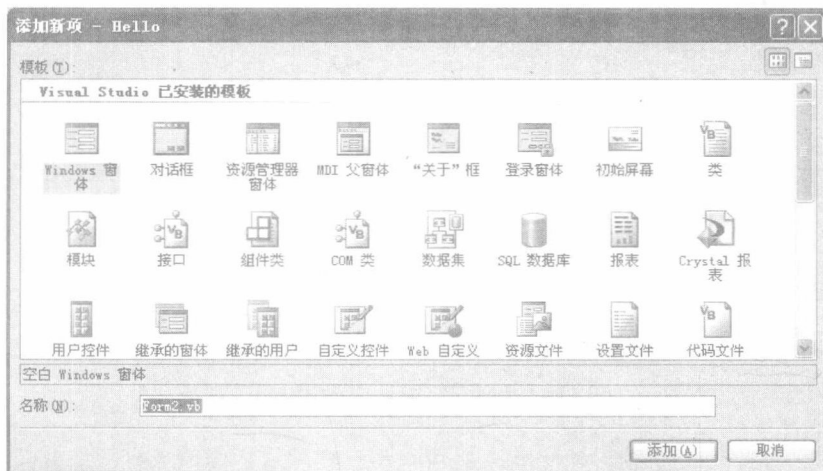 添加新项 - Hello
模板(T):
Visual Studio 已安装的模板
Windows 窗体
对话框
资源管理器窗体
MDI 父窗体
“关于”框
登录窗体
初始屏幕
类
模块
接口
组件类
COM 类
数据集
SQL 数据库
报表
Crystal 报表
用户控件
继承的窗体
继承的用户
自定义控件
Web 自定义
资源文件
设置文件
代码文件
空白 Windows 窗体
名称(N):
Form2.vb
添加(A)
取消